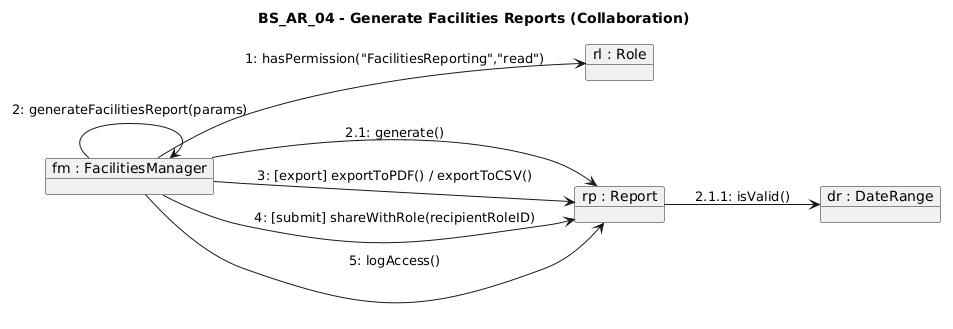 BS_AR_04 - Generate Facilities Reports (Collaboration)
rl : Role
1: hasPermission("FacilitiesReporting","read")
2: generateFacilitiesReport(params)
2.1: generate()
fm : FacilitiesManager
3: [export] exportToPDF() / exportToCSV()
rp : Report
2.1.1: isValid()
dr : DateRange
4: [submit] shareWithRole(recipientRoleID)
5: logAccess()